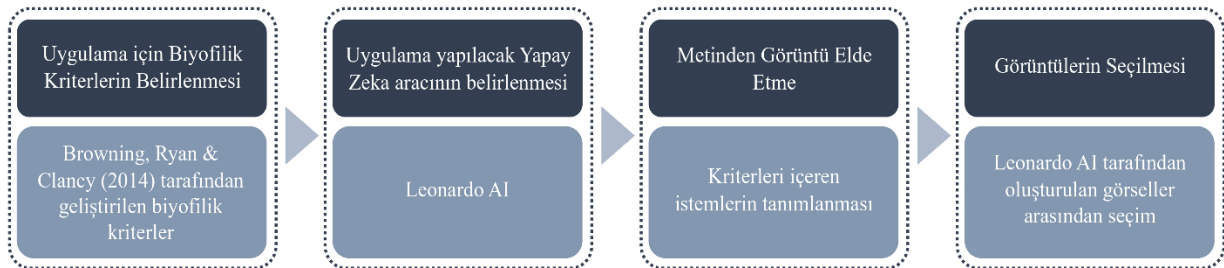 Uygulama için Biyofilik
Kriterlerin Belirlenmesi
Browning, Ryan &
Clancy (2014) tarafından
geliştirilen biyofilik
kriterler
Uygulama yapılacak Yapay
Zeka aracının belirlenmesi
Leonardo AI
Metinden Görüntü Elde
Etme
Kriterleri içeren
istemlerin tanımlanması
Görüntülerin Seçilmesi
Leonardo AI tarafından
oluşturulan görseller
arasından seçim